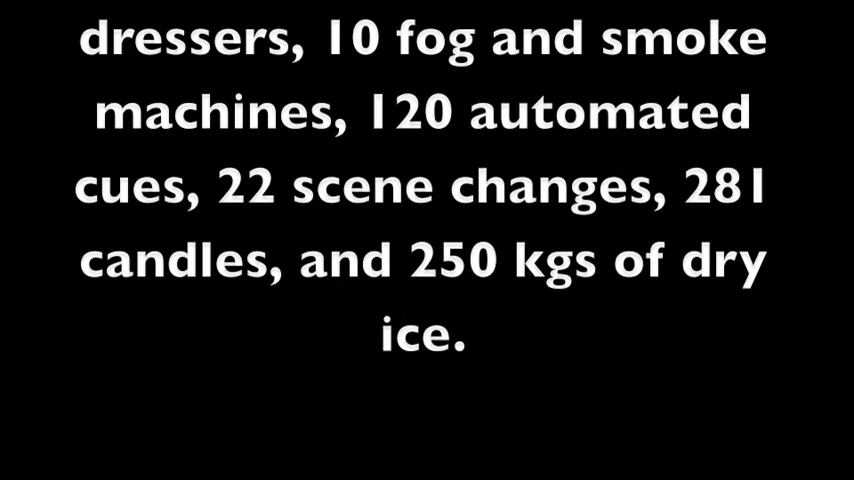 dressers, 10 fog and smoke
machines, 120 automated
cues, 22 scene changes, 281
candles, and 250 kgs of dry
ice.